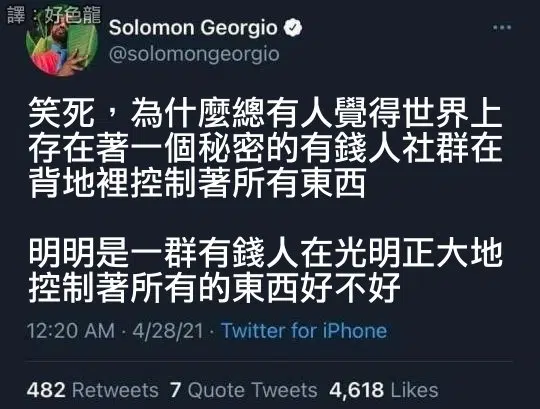 譯:好色龍
Solomon Georgio
@solomongeorgio
笑死，為什麼總有人覺得世界上
存在著一個秘密的有錢人社群在
背地裡控制著所有東西
明明是一群有錢人在光明正大地
控制著所有的東西好不好
12:20 AM · 4/28/21 · Twitter for iPhone
482 Retweets 7 Quote Tweets 4,618 Likes